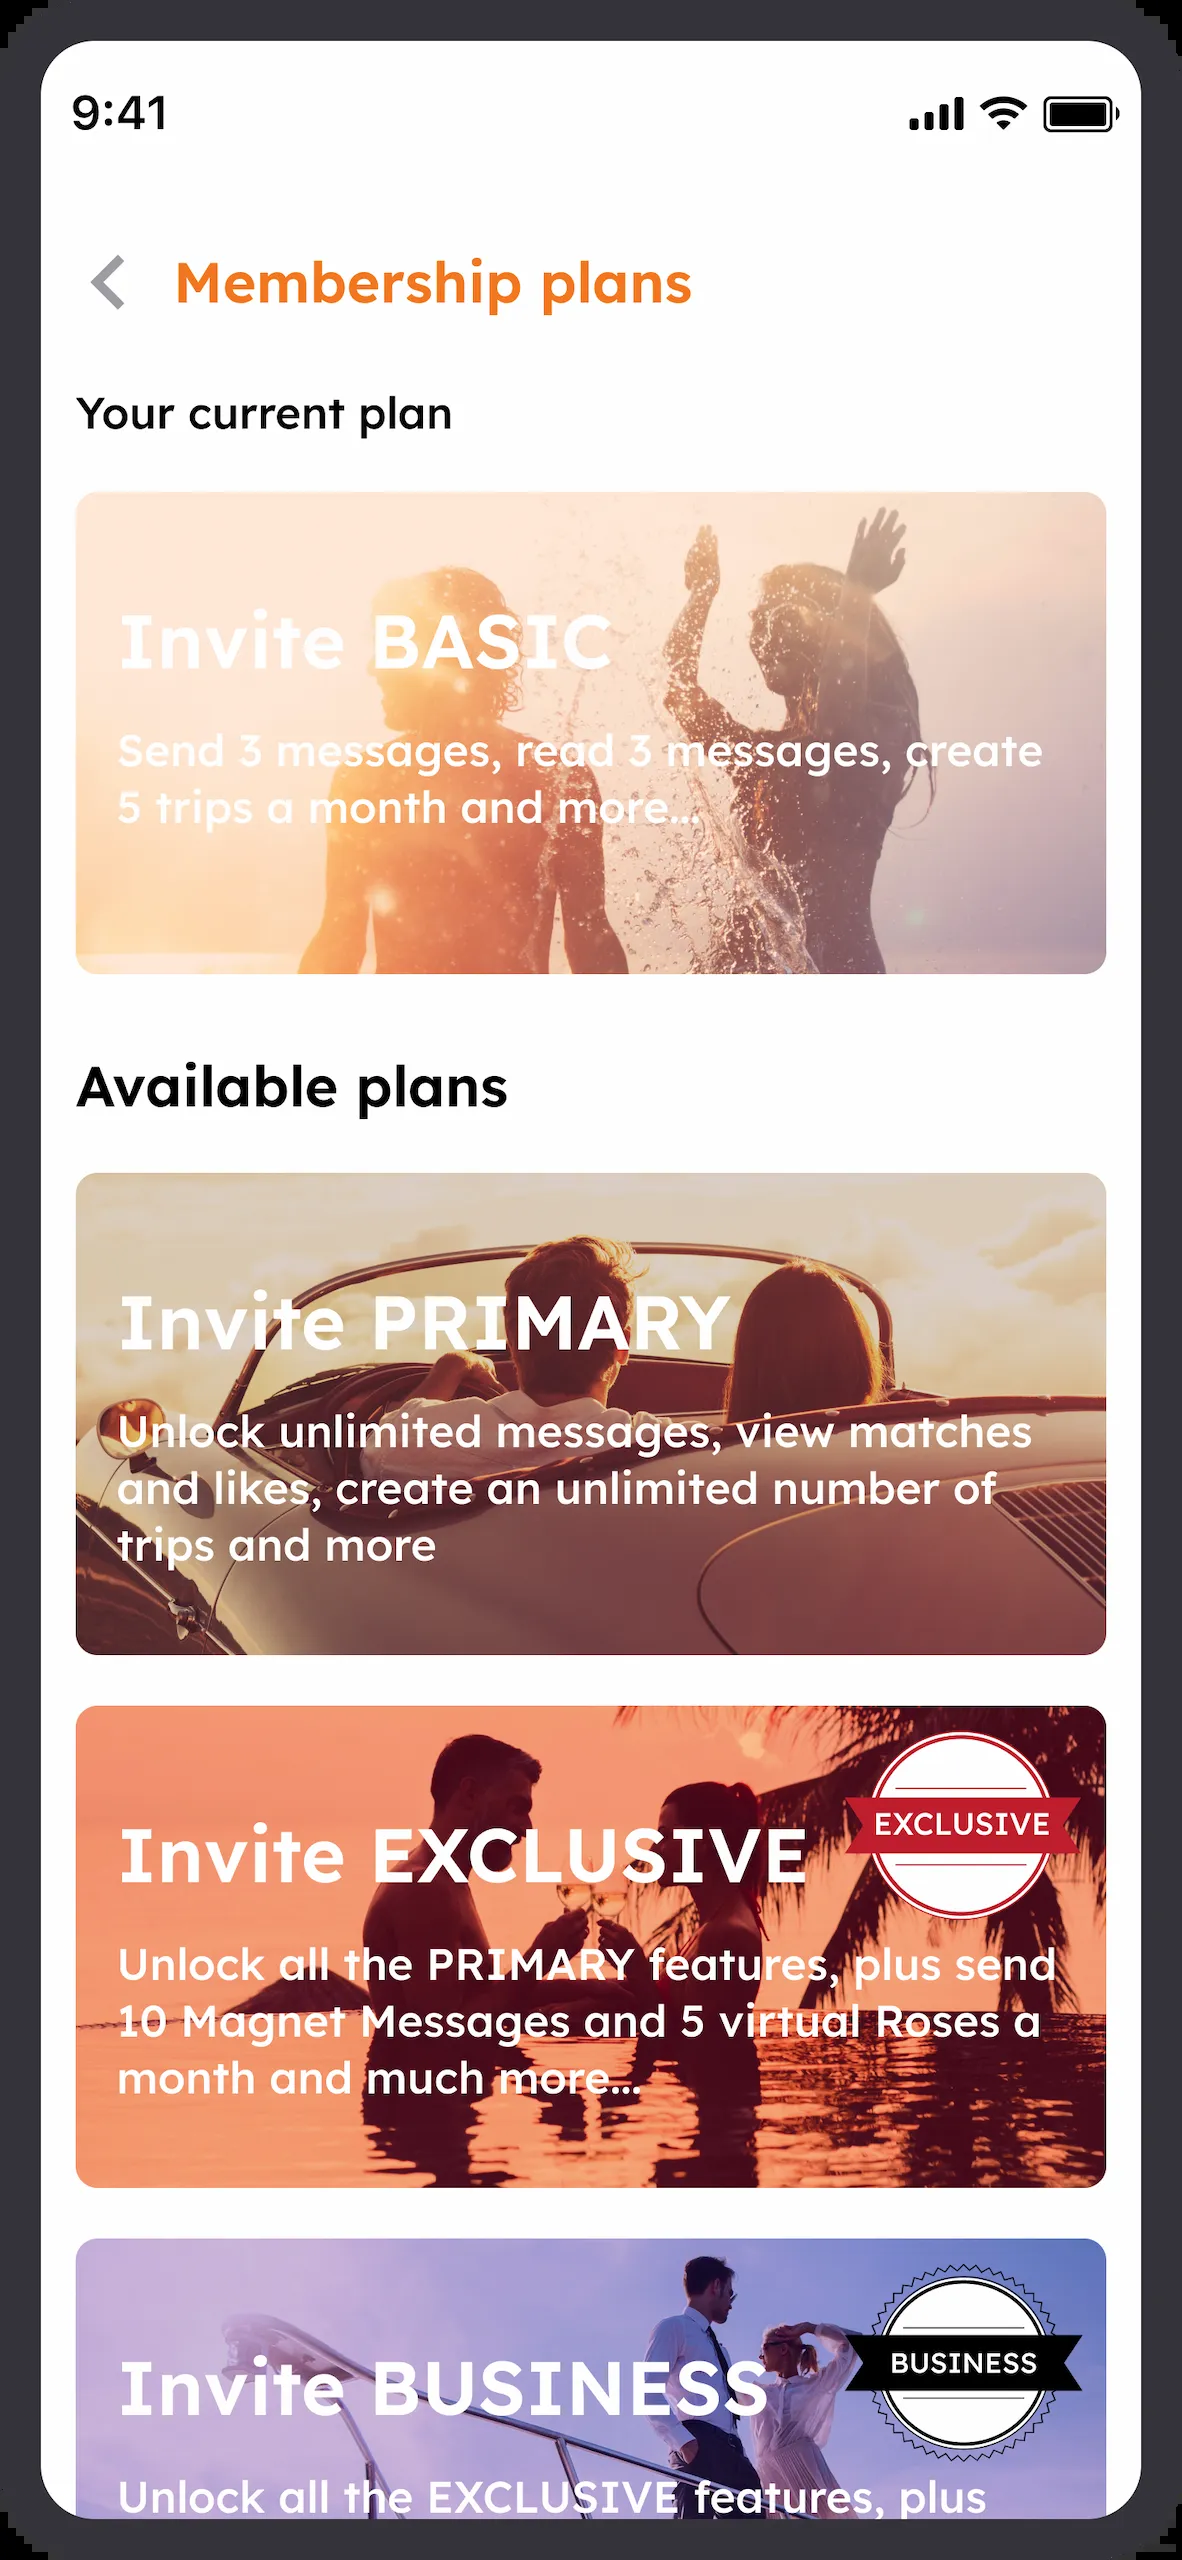 9:41
Membership plans
Your current plan
Invite BASIC
Send 3 messages, read 3 messages, create
5 trips a month and more...
Available plans
Invite PRIMARY
Unlock unlimited messages, view matches
and likes, create an unlimited number of
trips and more
EXCLUSIVE
Invite EXCLUSIVE
Unlock all the PRIMARY features, plus send
10 Magnet Messages and 5 virtual Roses a
month and much more...
BUSINESS
Invite BUSINESS
Unlock all the EXCLUSIVE features, plus